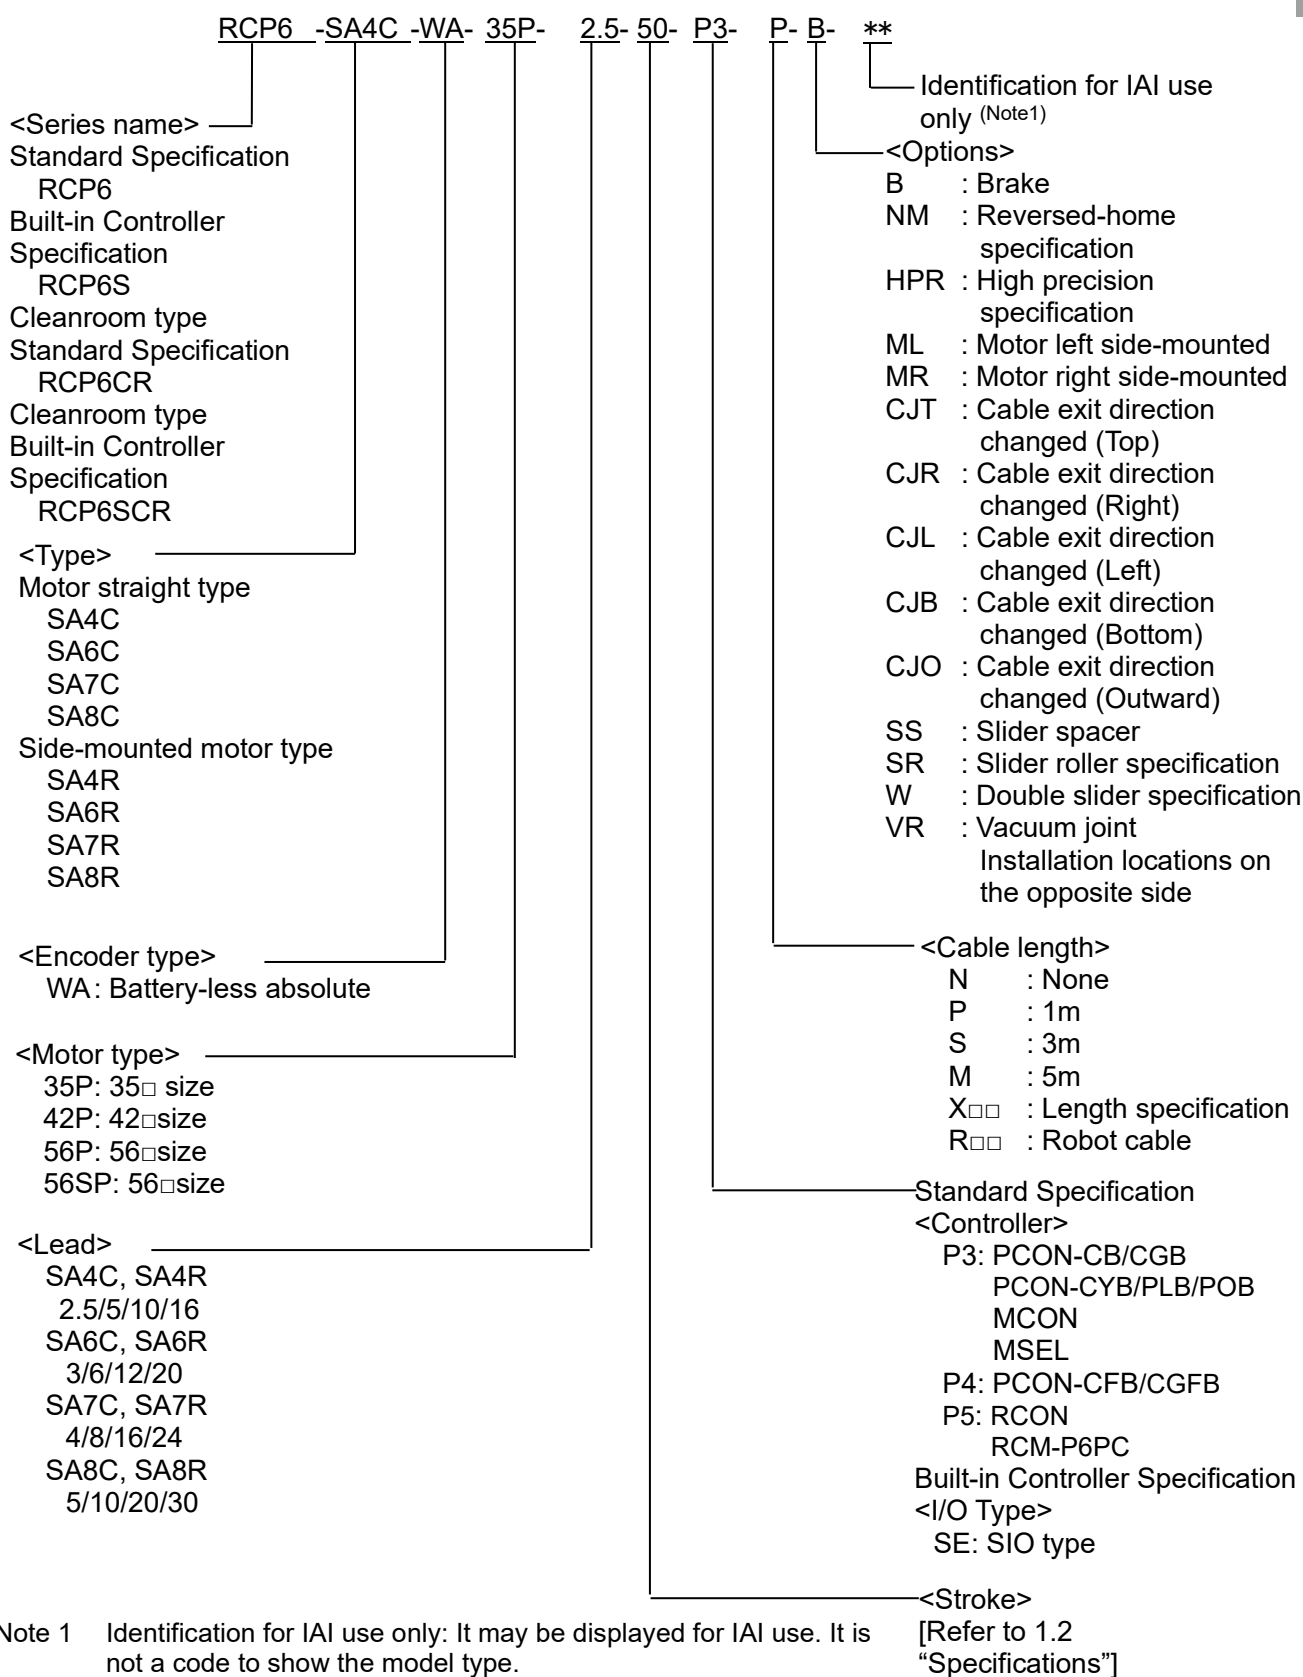 RCP6 -SA4C -WA- 35P- 2.5- 50- P3- P- B- **
<Series name>
Standard Specification
RCP6
Built-in Controller
Specification
RCP6S
Cleanroom type
Standard Specification
RCP6CR
Cleanroom type
Built-in Controller
Specification
RCP6SCR
<Type>
Motor straight type
SA4C
SA6C
SA7C
SA8C
Side-mounted motor type
SA4R
SA6R
SA7R
SA8R
<Encoder type>
WA: Battery-less absolute
<Motor type>
35P: 35□ size
42P: 42□size
56P: 56□size
56SP: 56□size
<Lead>
SA4C, SA4R
2.5/5/10/16
SA6C, SA6R
3/6/12/20
SA7C, SA7R
4/8/16/24
SA8C, SA8R
5/10/20/30
Identification for IAI use
only (Note1)
<Options>
B : Brake
NM : Reversed-home
specification
HPR : High precision
specification
ML : Motor left side-mounted
MR : Motor right side-mounted
CJT : Cable exit direction
changed (Top)
CJR : Cable exit direction
changed (Right)
CJL : Cable exit direction
changed (Left)
CJB : Cable exit direction
changed (Bottom)
CJO : Cable exit direction
changed (Outward)
SS : Slider spacer
SR : Slider roller specification
W : Double slider specification
VR : Vacuum joint
Installation locations on
the opposite side
<Cable length>
N : None
P : 1m
S : 3m
M : 5m
X□□ : Length specification
R□□ : Robot cable
Standard Specification
<Controller>
P3: PCON-CB/CGB
PCON-CYB/PLB/POB
MCON
MSEL
P4: PCON-CFB/CGFB
P5: RCON
RCM-P6PC
Built-in Controller Specification
<I/O Type>
SE: SIO type
<Stroke>
[Refer to 1.2
“Specifications”]
Note 1 Identification for IAI use only: It may be displayed for IAI use. It is
not a code to show the model type.